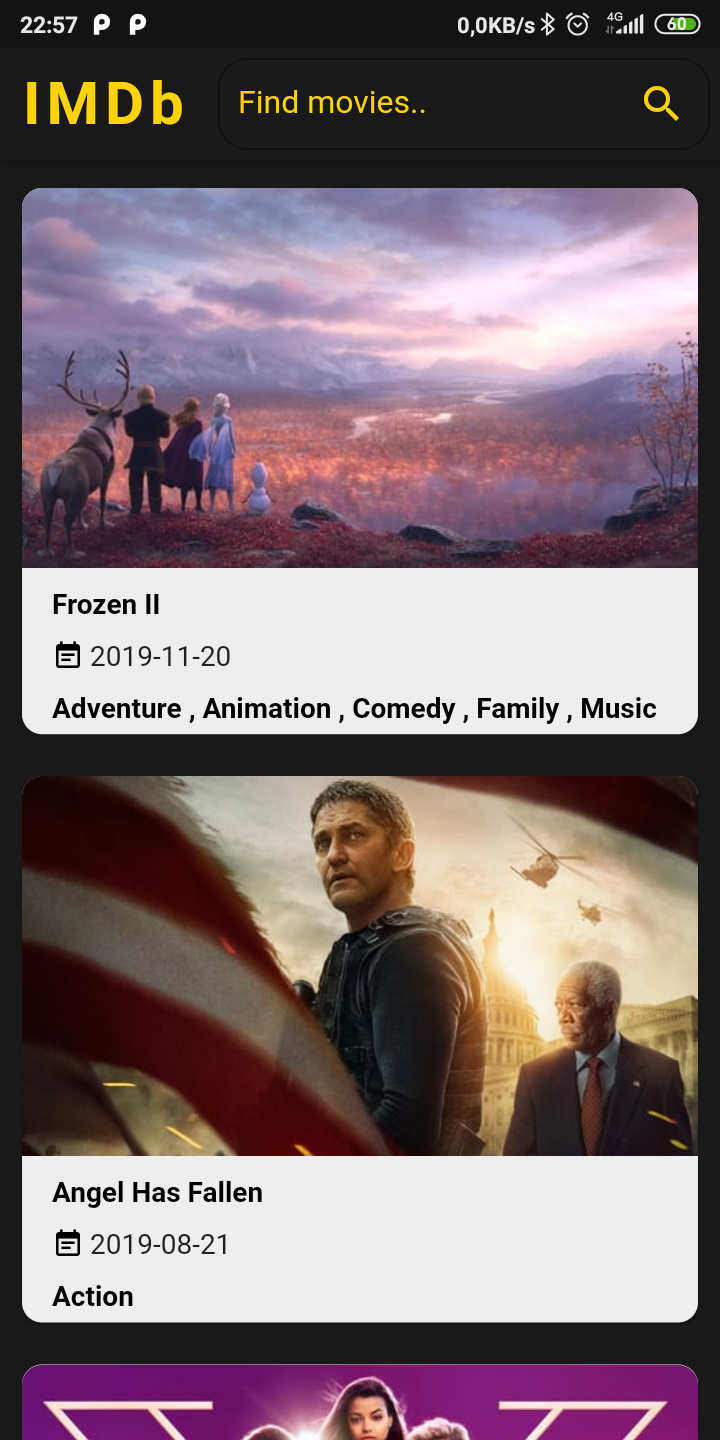 22:57 0,0KB/s 4G 60
IMDb Find movies..
Frozen II
2019-11-20
Adventure , Animation , Comedy , Family , Music
Angel Has Fallen
2019-08-21
Action